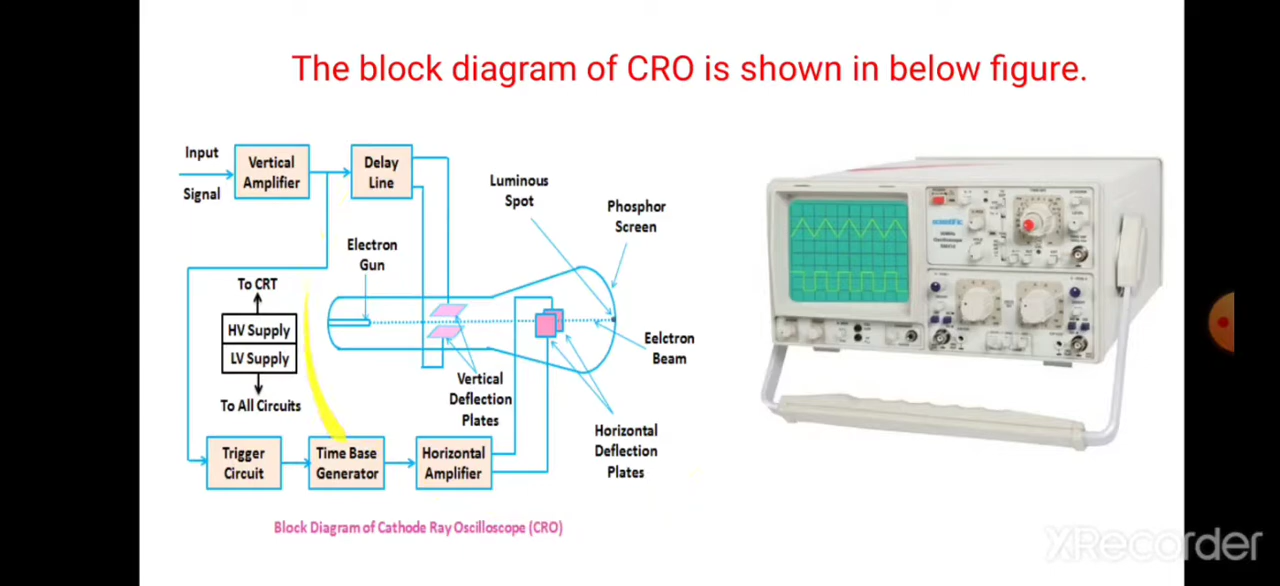 The block diagram of CRO is shown in below figure.
Input
Signal
Vertical
Amplifier
Delay
Line
Luminous
Spot
Phosphor
Screen
Electron
Gun
To CRT
HV Supply
LV Supply
To All Circuits
Eelctron
Beam
Vertical
Deflection
Plates
Horizontal
Deflection
Plates
Trigger
Circuit
Time Base
Generator
Horizontal
Amplifier
Block Diagram of Cathode Ray Oscilloscope (CRO)
XRecorder